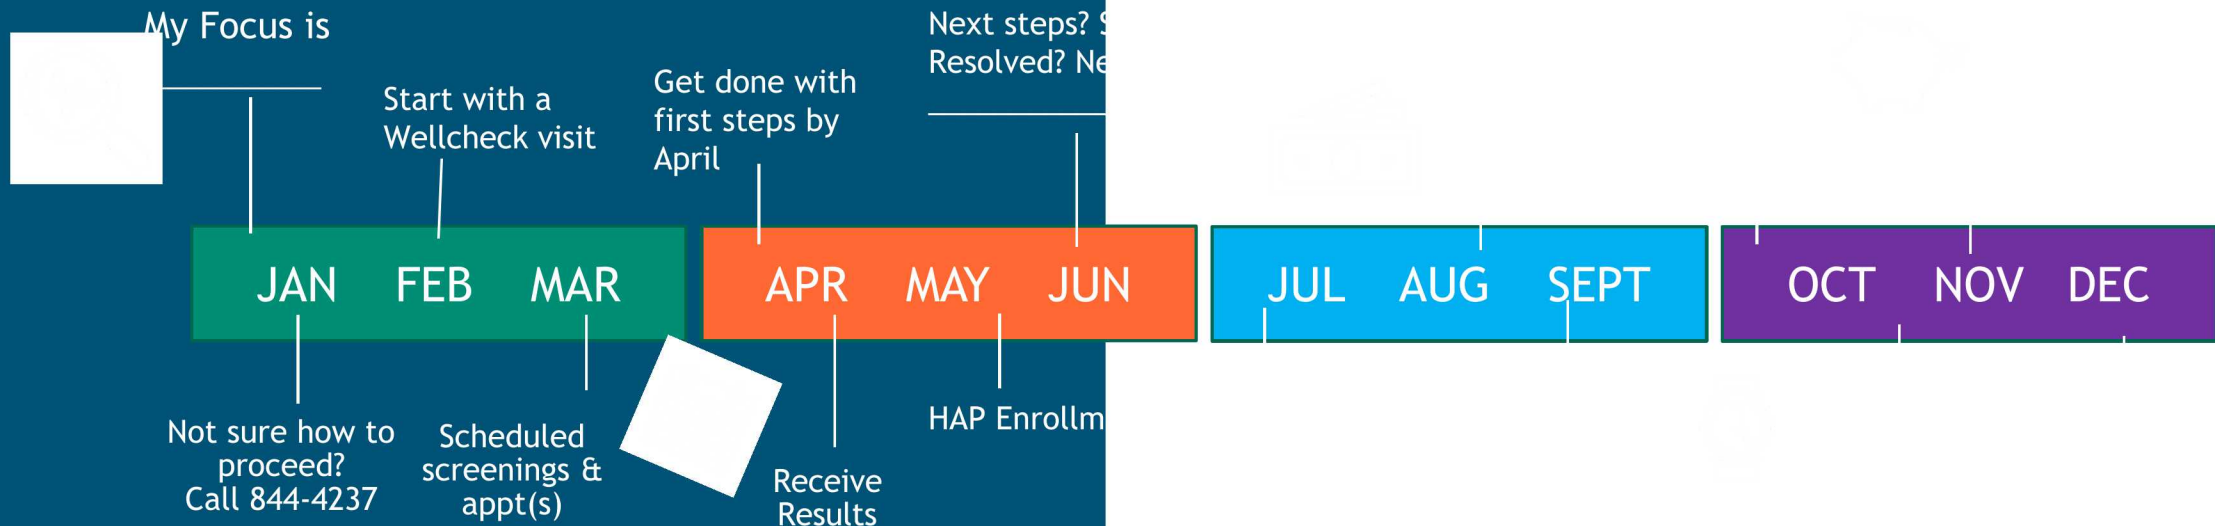 My Focus is
Start with a
Wellcheck visit
Get done with
first steps by
April
Next steps?
Resolved?
JAN FEB MAR APR MAY JUN JUL AUG SEPT OCT NOV DEC
Not sure how to
proceed?
Call 844-4237
Scheduled
screenings &
appt(s)
Receive
Results
HAP